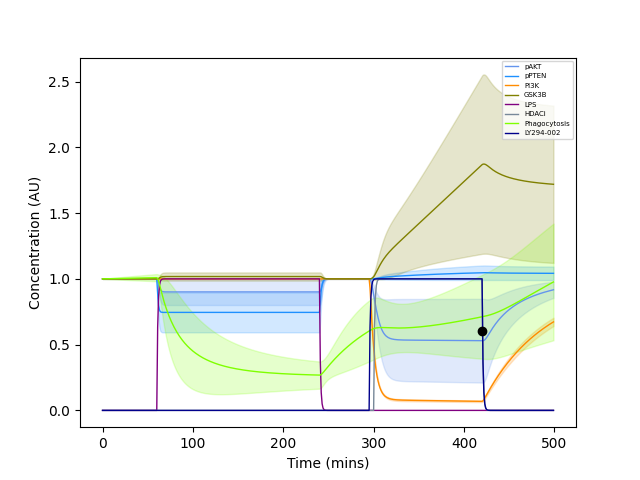 2.5
2.0
1.5
1.0
0.5
0.0
Concentration (AU)
0
100
200
300
400
500
Time (mins)
pAKT
pPTEN
PI3K
GSK3B
LPS
HDACi
Phagocytosis
LY294-002